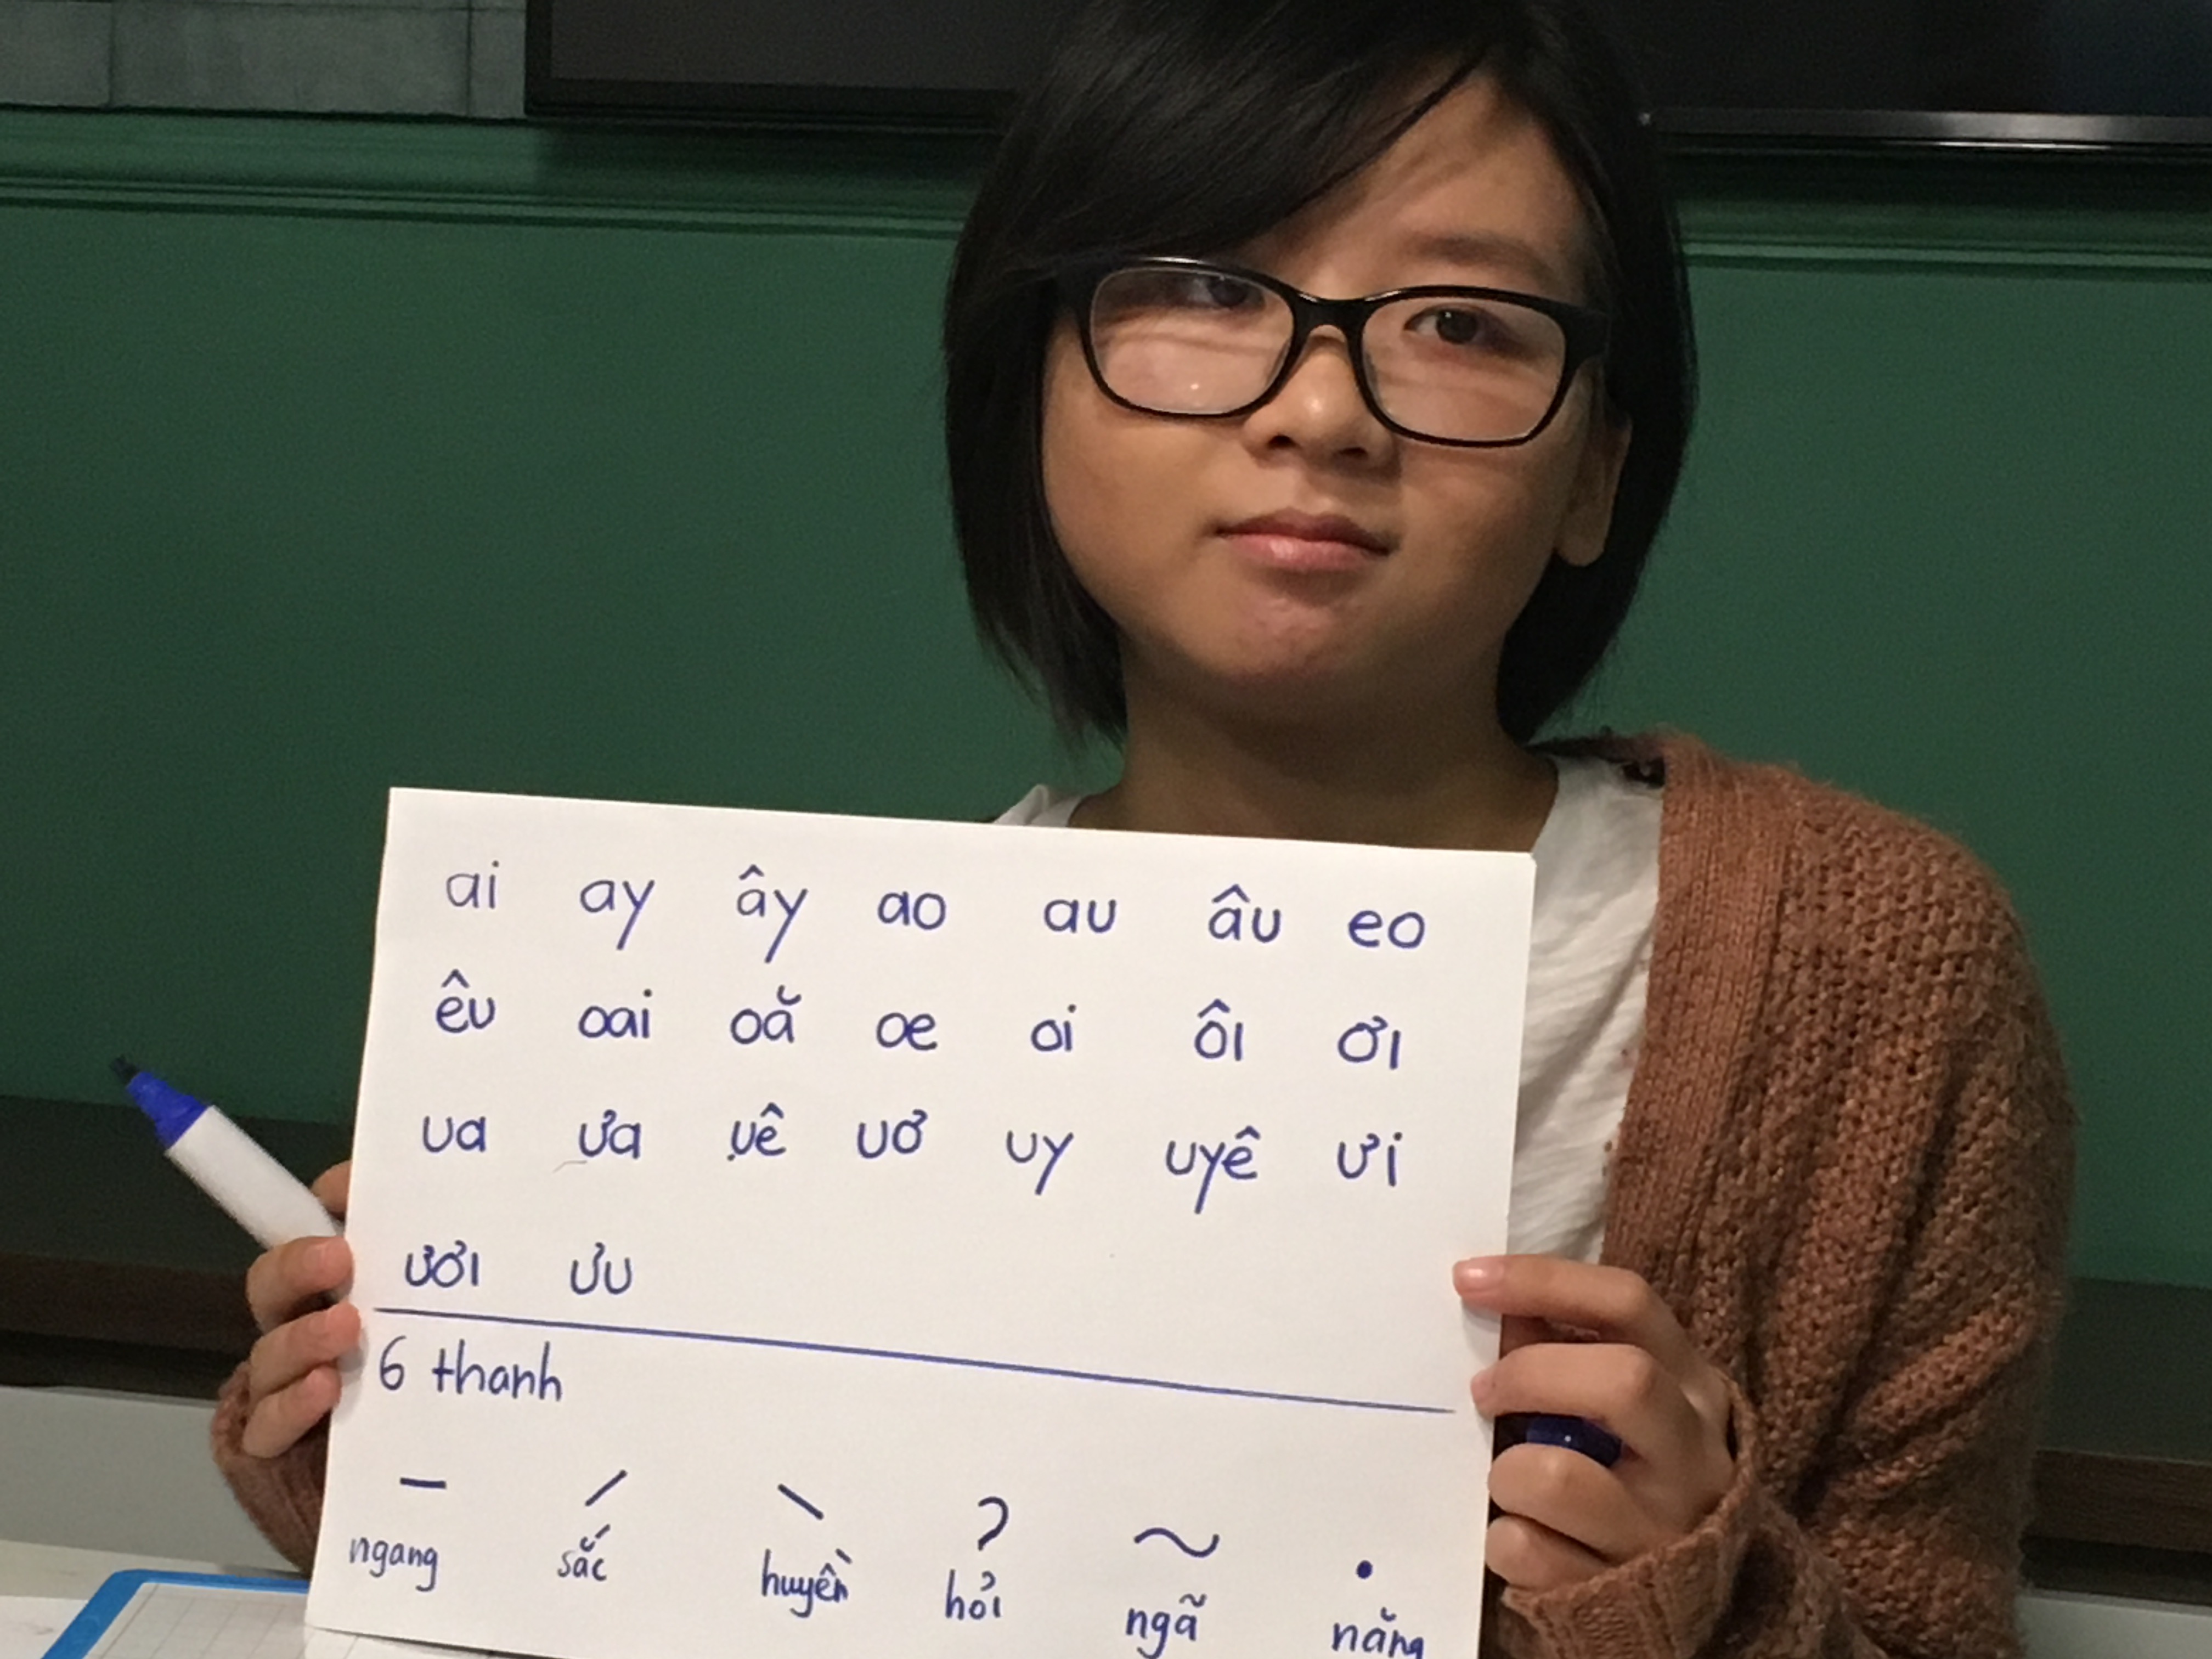 ai ay ây ao au âu eo
êu oai oă oe oi ôi ơi
ua ưa uê uơ uy uyê ưi
ươi ưu
6 thanh
− / \ ? ~ .
ngang sắc huyền hỏi ngã nặng